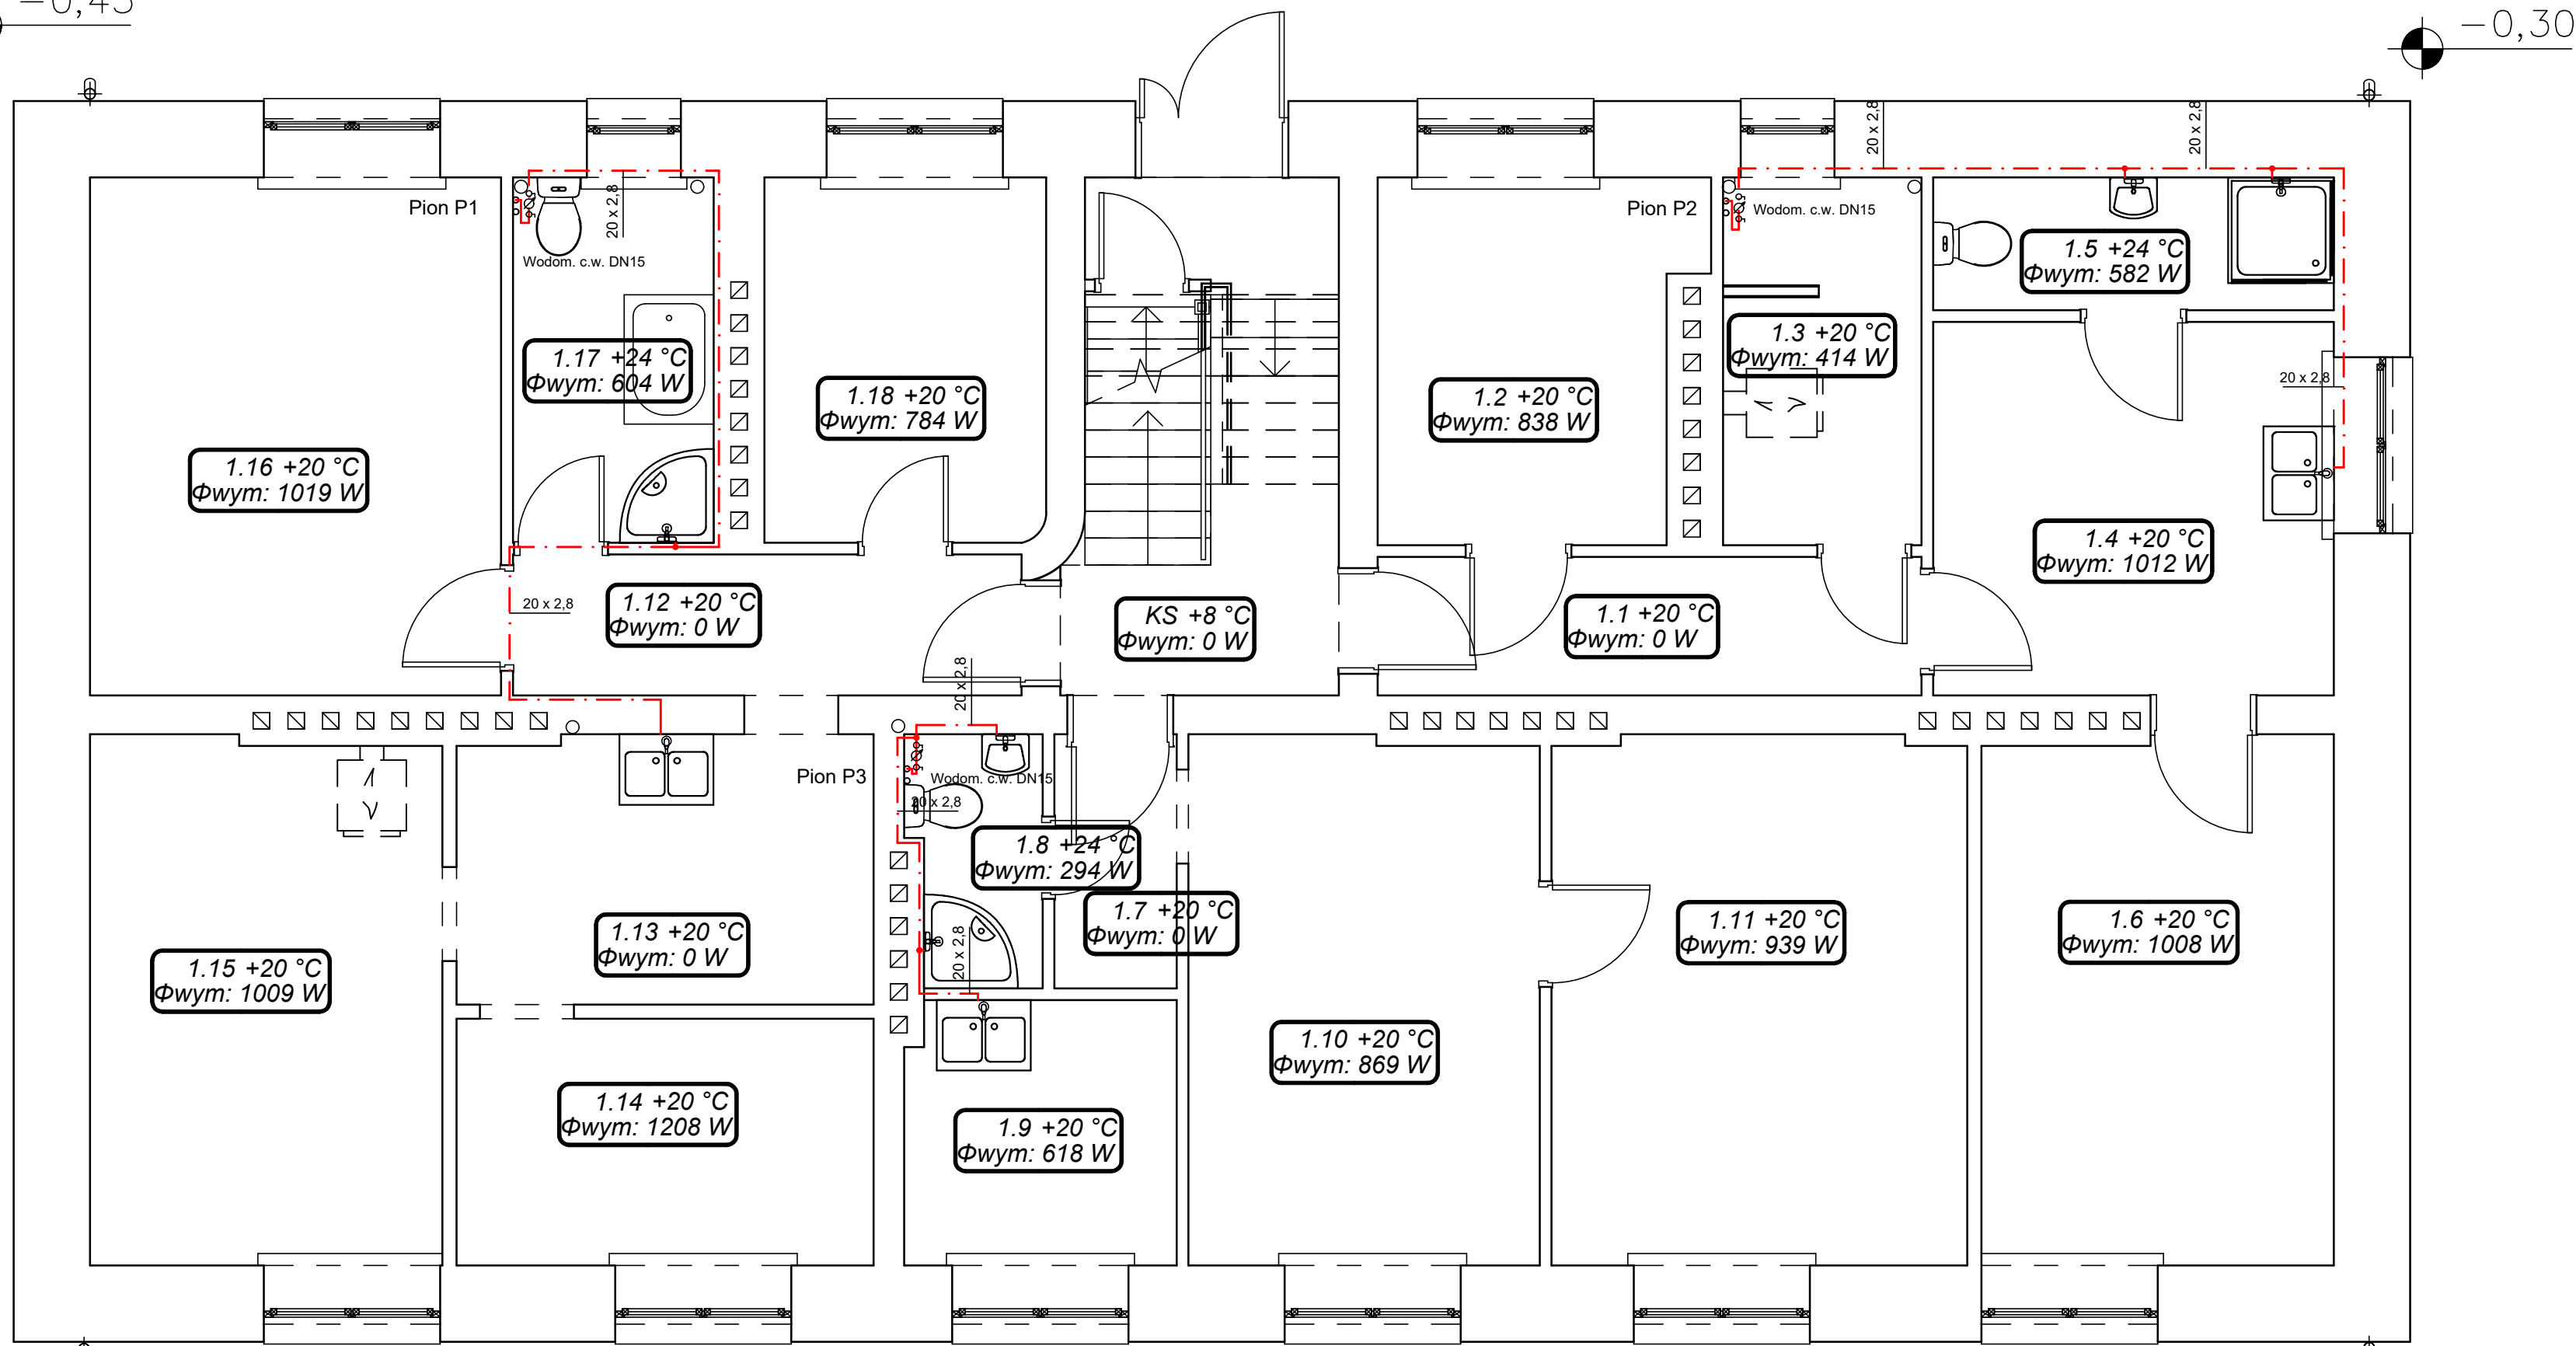 −0,45
−0,30
20 x 2,8
20 x 2,8
20 x 2,8
Pion P1
Wodom. c.w. DN15
Pion P2
Wodom. c.w. DN15
1.5 +24 °C
Φwym: 582 W
1.17 +24 °C
Φwym: 604 W
1.3 +20 °C
Φwym: 414 W
20 x 2,8
1.18 +20 °C
Φwym: 784 W
1.2 +20 °C
Φwym: 838 W
1.16 +20 °C
Φwym: 1019 W
1.4 +20 °C
Φwym: 1012 W
20 x 2,8
1.12 +20 °C
Φwym: 0 W
KS +8 °C
Φwym: 0 W
1.1 +20 °C
Φwym: 0 W
20 x 2,8
Pion P3
Wodom. c.w. DN15
20 x 2,8
1.8 +24 °C
Φwym: 294 W
1.7 +20 °C
Φwym: 0 W
1.13 +20 °C
Φwym: 0 W
20 x 2,8
1.11 +20 °C
Φwym: 939 W
1.6 +20 °C
Φwym: 1008 W
1.15 +20 °C
Φwym: 1009 W
1.10 +20 °C
Φwym: 869 W
1.14 +20 °C
Φwym: 1208 W
1.9 +20 °C
Φwym: 618 W